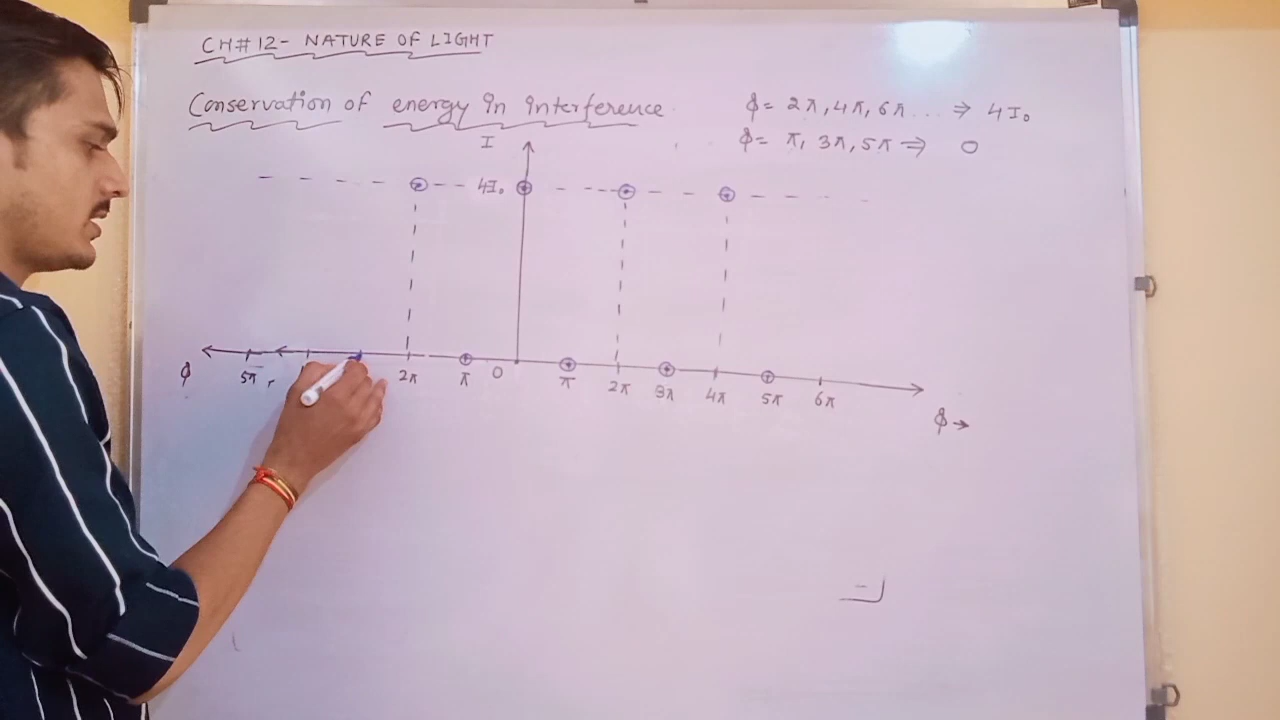 CH#12- NATURE OF LIGHT
Conservation of energy in interference
ϕ = 2π, 4π, 6π ... ⇒ 4I₀
ϕ = π, 3π, 5π ⇒ 0
I
4I₀
ϕ 5π 2π π 0 π 2π 3π 4π 5π 6π
ϕ→